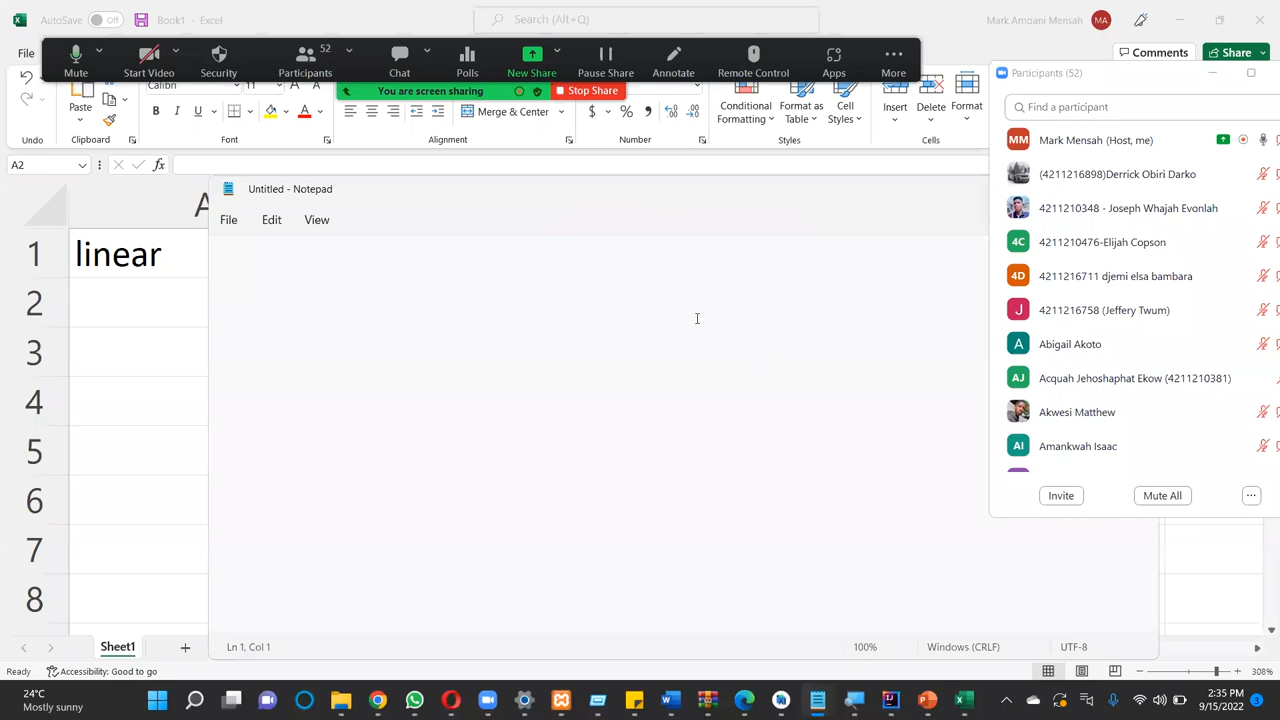 AutoSave Off Book1 - Excel Search (Alt+Q) Mark Amoani Mensah MA
File Comments Share
Mute Start Video Security Participants 52 Chat Polls New Share Pause Share Annotate Remote Control Apps More
You are screen sharing Stop Share
Calibri 11
Paste B I U Merge & Center $ % 9 Conditional Formatting Format as Table Cell Styles Insert Delete Format
Undo Clipboard Font Alignment Number Styles Cells
A2 fx
Untitled - Notepad
File Edit View
A
1 linear
2
3
4
5
6
7
8
Participants (52)
Find a participant
MM Mark Mensah (Host, me)
(4211216898)Derrick Obiri Darko
4211210348 - Joseph Whajah Evonlah
4C 4211210476-Elijah Copson
4D 4211216711 djemi elsa bambara
J 4211216758 (Jeffery Twum)
A Abigail Akoto
AJ Acquah Jehoshaphat Ekow (4211210381)
Akwesi Matthew
AI Amankwah Isaac
Invite Mute All ...
Ln 1, Col 1 100% Windows (CRLF) UTF-8
Sheet1 +
Ready Accessibility: Good to go 308%
24°C
Mostly sunny
2:35 PM
9/15/2022
3